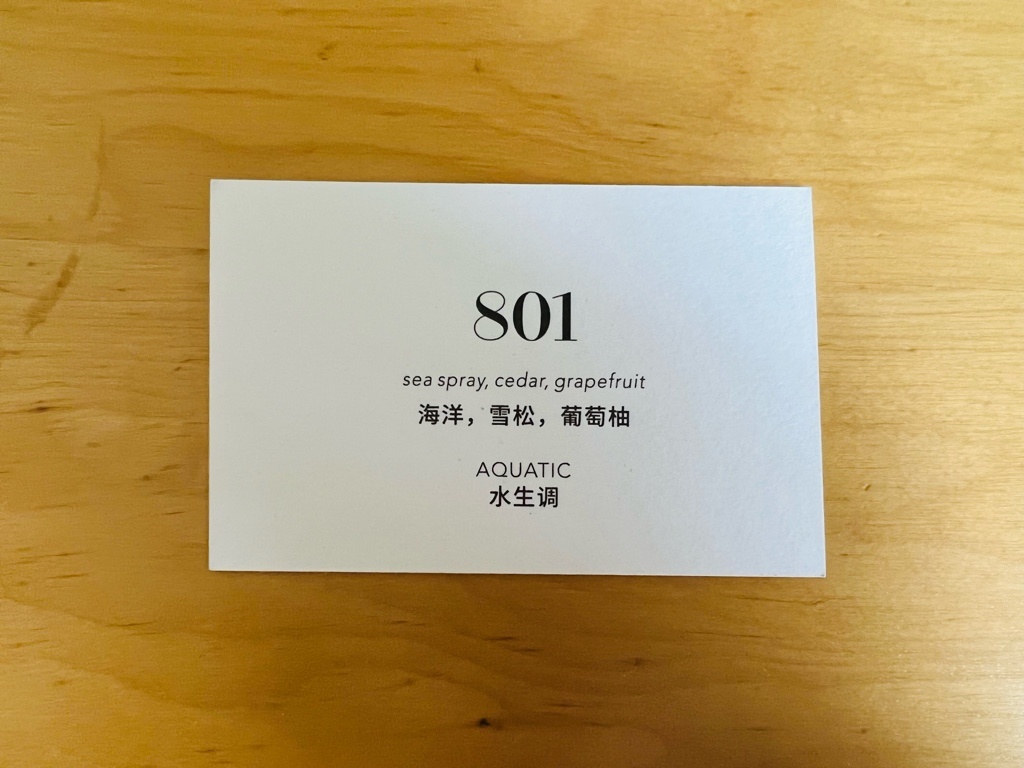 801
sea spray, cedar, grapefruit
海洋，雪松，葡萄柚
AQUATIC
水生调